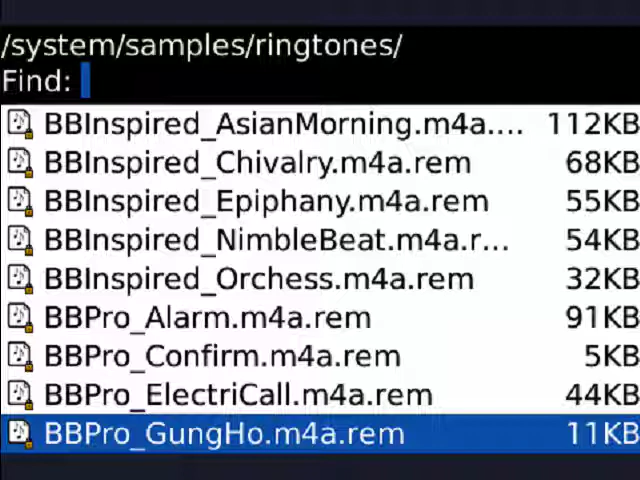 /system/samples/ringtones/
Find:
BBInspired_AsianMorning.m4a.... 112KB
BBInspired_Chivalry.m4a.rem 68KB
BBInspired_Epiphany.m4a.rem 55KB
BBInspired_NimbleBeat.m4a.r... 54KB
BBInspired_Orchess.m4a.rem 32KB
BBPro_Alarm.m4a.rem 91KB
BBPro_Confirm.m4a.rem 5KB
BBPro_ElectriCall.m4a.rem 44KB
BBPro_GungHo.m4a.rem 11KB